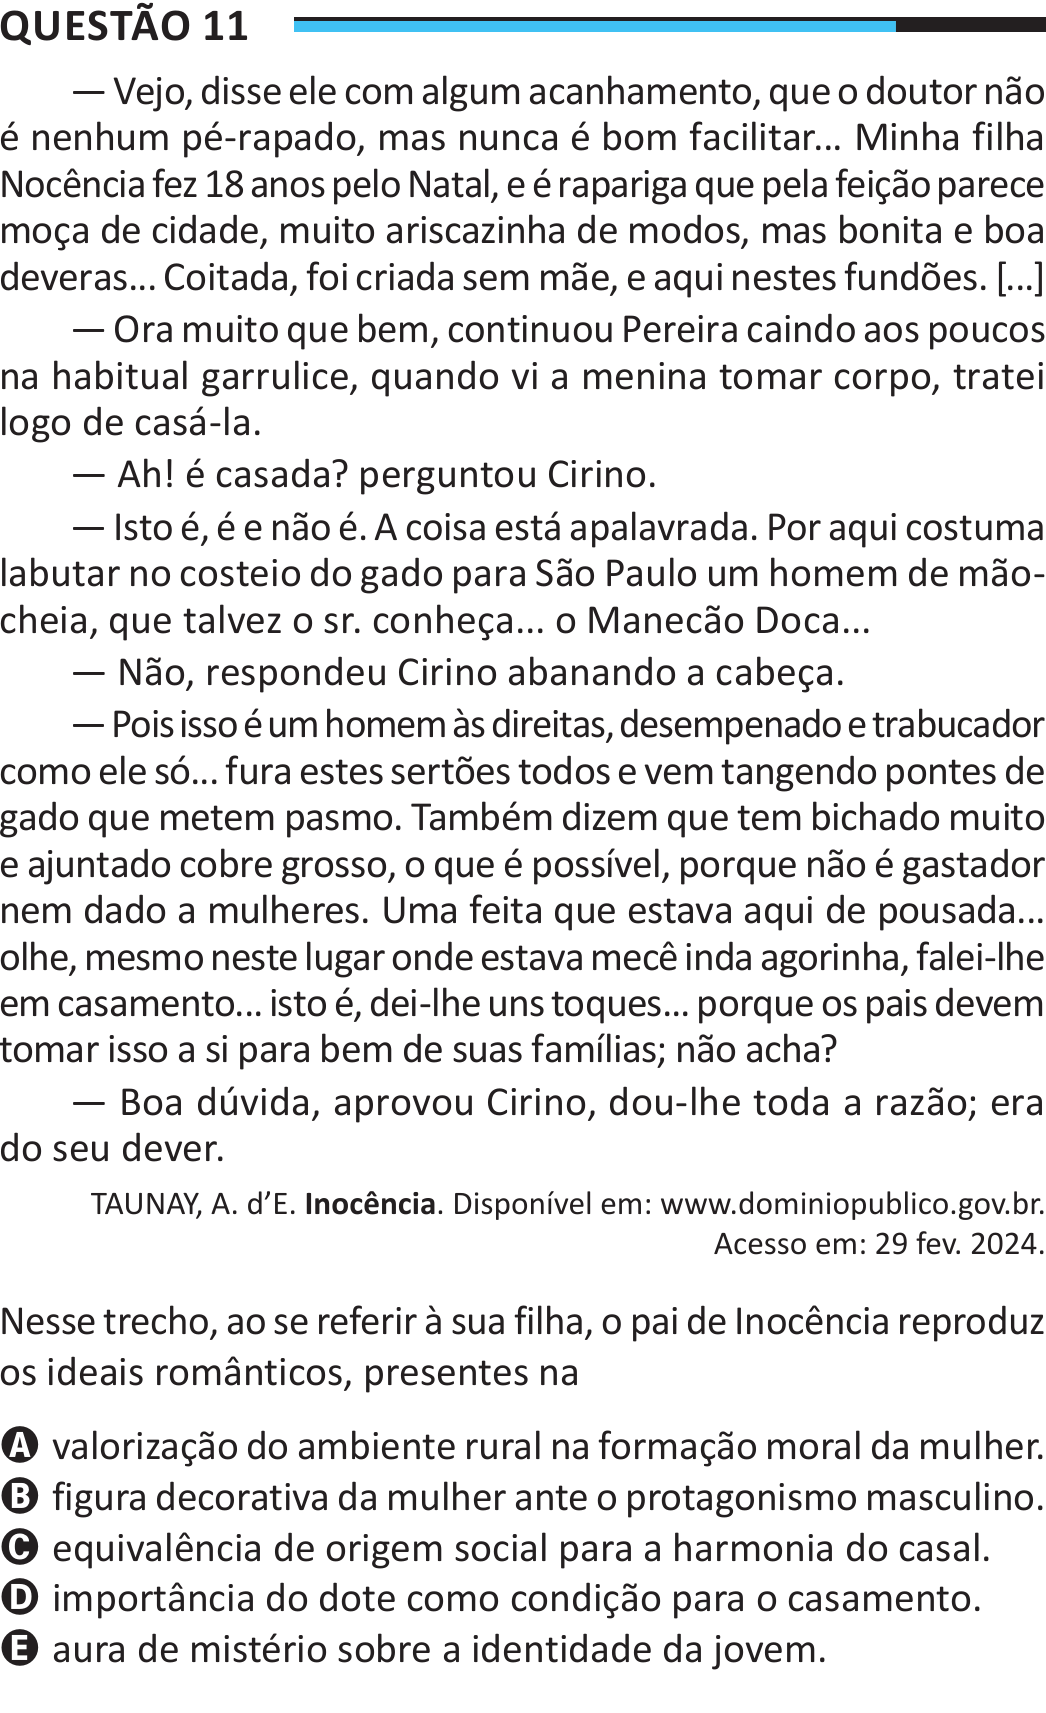 QUESTÃO 11
— Vejo, disse ele com algum acanhamento, que o doutor não
é nenhum pé-rapado, mas nunca é bom facilitar... Minha filha
Nocência fez 18 anos pelo Natal, e é rapariga que pela feição parece
moça de cidade, muito ariscazinha de modos, mas bonita e boa
deveras... Coitada, foi criada sem mãe, e aqui nestes fundões. [...]
— Ora muito que bem, continuou Pereira caindo aos poucos
na habitual garrulice, quando vi a menina tomar corpo, tratei
logo de casá-la.
— Ah! é casada? perguntou Cirino.
— Isto é, é e não é. A coisa está apalavrada. Por aqui costuma
labutar no costeio do gado para São Paulo um homem de mão-
cheia, que talvez o sr. conheça... o Manecão Doca...
— Não, respondeu Cirino abanando a cabeça.
— Pois isso é um homem às direitas, desempenado e trabucador
como ele só... fura estes sertões todos e vem tangendo pontes de
gado que metem pasmo. Também dizem que tem bichado muito
e ajuntado cobre grosso, o que é possível, porque não é gastador
nem dado a mulheres. Uma feita que estava aqui de pousada...
olhe, mesmo neste lugar onde estava mecê inda agorinha, falei-lhe
em casamento... isto é, dei-lhe uns toques... porque os pais devem
tomar isso a si para bem de suas famílias; não acha?
— Boa dúvida, aprovou Cirino, dou-lhe toda a razão; era
do seu dever.
TAUNAY, A. d’E. Inocência. Disponível em: www.dominiopublico.gov.br.
Acesso em: 29 fev. 2024.
Nesse trecho, ao se referir à sua filha, o pai de Inocência reproduz
os ideais românticos, presentes na
A valorização do ambiente rural na formação moral da mulher.
B figura decorativa da mulher ante o protagonismo masculino.
C equivalência de origem social para a harmonia do casal.
D importância do dote como condição para o casamento.
E aura de mistério sobre a identidade da jovem.